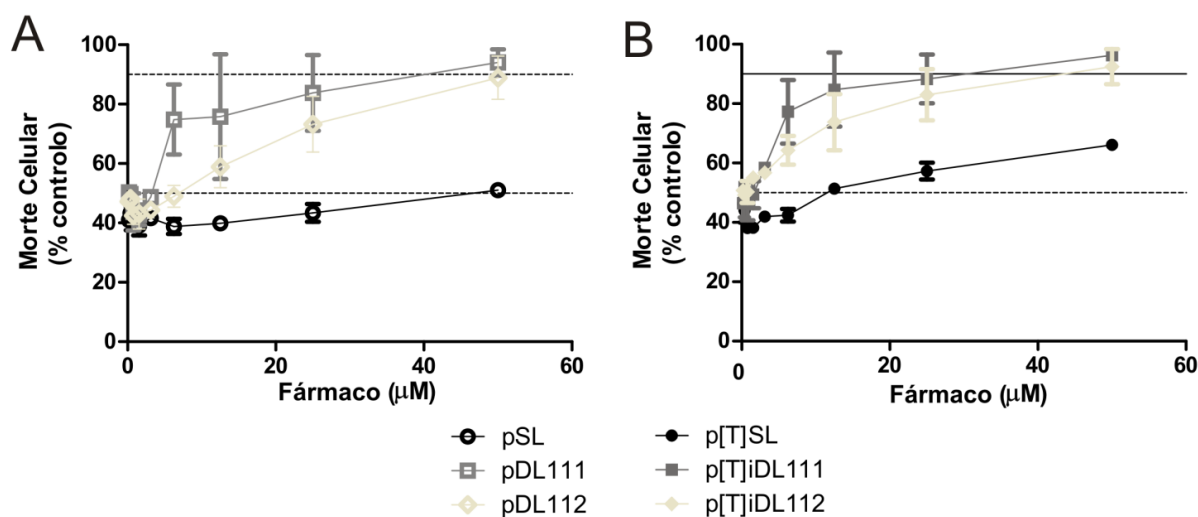 A
100
80
60
40
20
0
Morte Celular
(% controlo)
0
20
40
60
Fármaco (µM)
B
100
80
60
40
20
0
Morte Celular
(% controlo)
0
20
40
60
Fármaco (µM)
pSL
pDL111
pDL112
p[T]SL
p[T]iDL111
p[T]iDL112